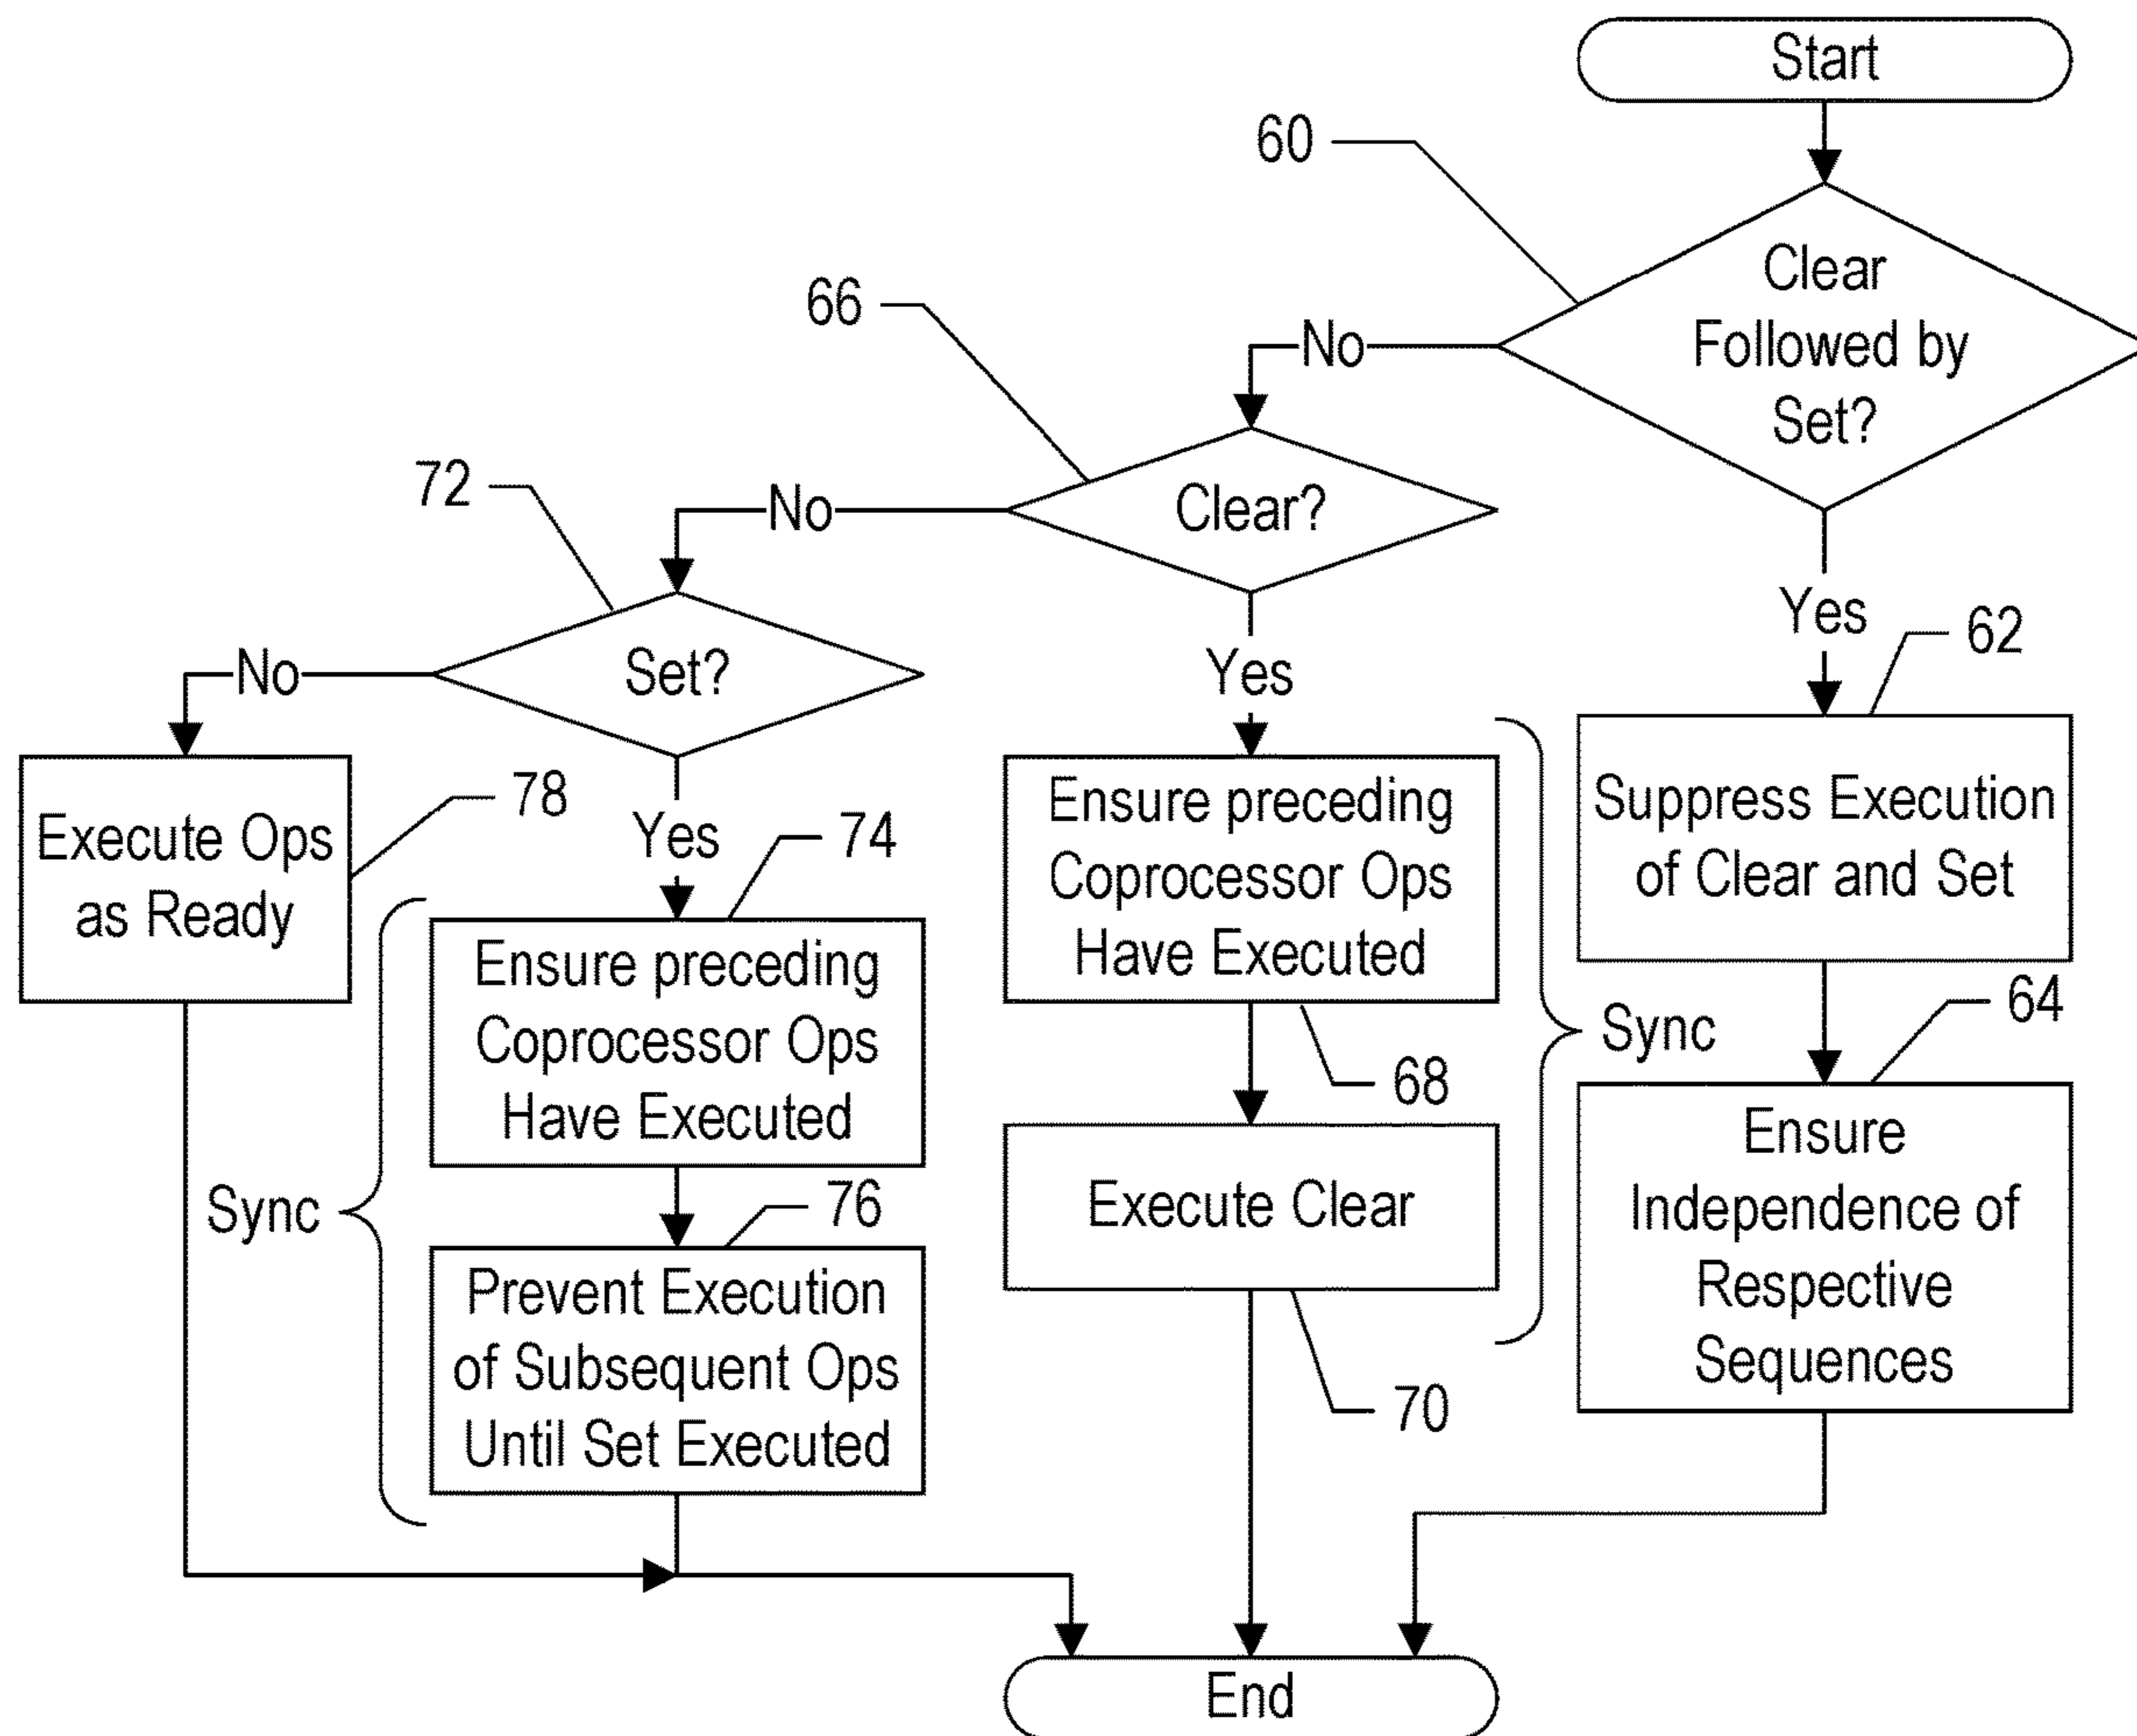 Start
60
Clear
Followed by
Set?
No
66
Clear?
No
72
Set?
No
Yes
62
Yes
Yes
Suppress Execution
of Clear and Set
Ensure preceding
Coprocessor Ops
Have Executed
78
Execute Ops
as Ready
74
Ensure preceding
Coprocessor Ops
Have Executed
64
Sync
68
Ensure
Independence of
Respective
Sequences
Execute Clear
Sync
76
Prevent Execution
of Subsequent Ops
Until Set Executed
70
End